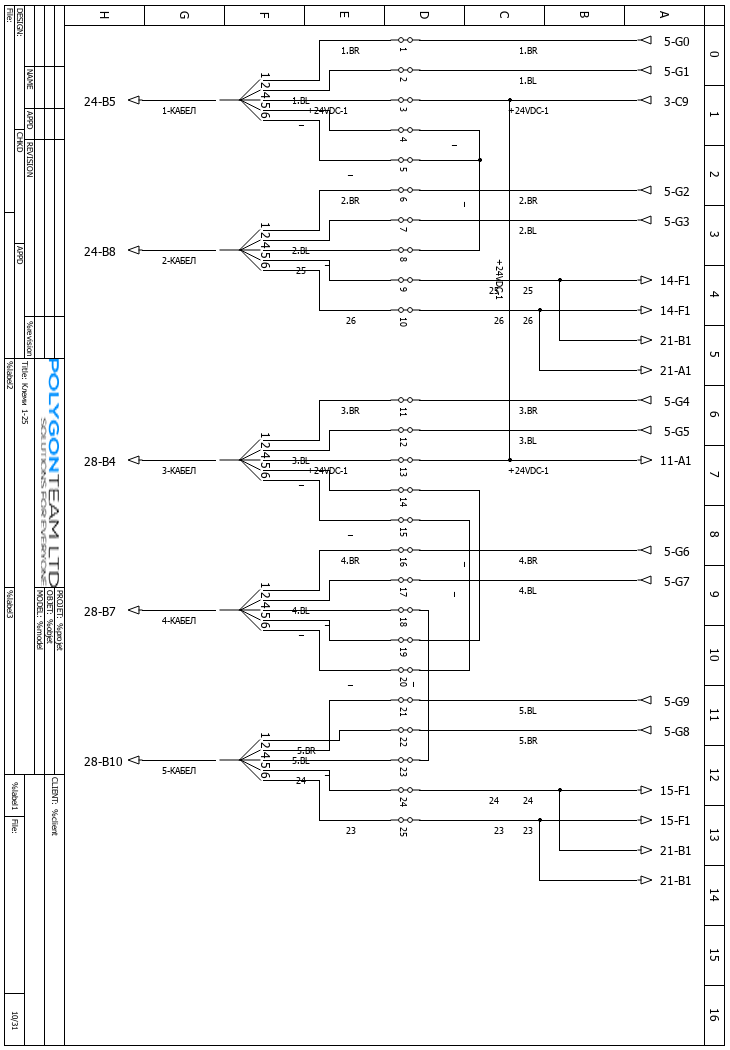 H G F E D C B A
0
1
2
3
4
5
6
7
8
9
10
11
12
13
14
15
16
1.BR 1 1.BR 5-G0
2 1.BL 5-G1
24-B5 1-КАБЕЛ 1 2 4 5 6 1.BL +24VDC-1 3 +24VDC-1 3-C9
4
5
2.BR 6 2.BR 5-G2
7 2.BL 5-G3
24-B8 2-КАБЕЛ 1 2 4 5 6 2.BL 8
25 9 25 25 14-F1
+24VDC-1
26 10 26 26 14-F1
21-B1
21-A1
3.BR 11 3.BR 5-G4
12 3.BL 5-G5
28-B4 3-КАБЕЛ 1 2 4 5 6 3.BL +24VDC-1 13 +24VDC-1 11-A1
14
15
4.BR 16 4.BR 5-G6
17 4.BL 5-G7
28-B7 4-КАБЕЛ 1 2 4 5 6 4.BL 18
19
20
21 5.BL 5-G9
22 5.BR 5-G8
28-B10 5-КАБЕЛ 1 2 4 5 6 5.BR 5.BL 23
24 24 24 24 15-F1
23 25 23 23 15-F1
21-B1
21-B1
DESIGN:
File:
NAME
APPD
REVISION
CHKD
APPD
%revision
Title: Клеми 1-25
%label2
POLYGONTEAM LTD
SOLUTIONS FOR EVERYONE
PROJET: %projet
OBJET: %objet
MODEL: %model
%label3
CLIENT: %client
%label1
File:
10/31